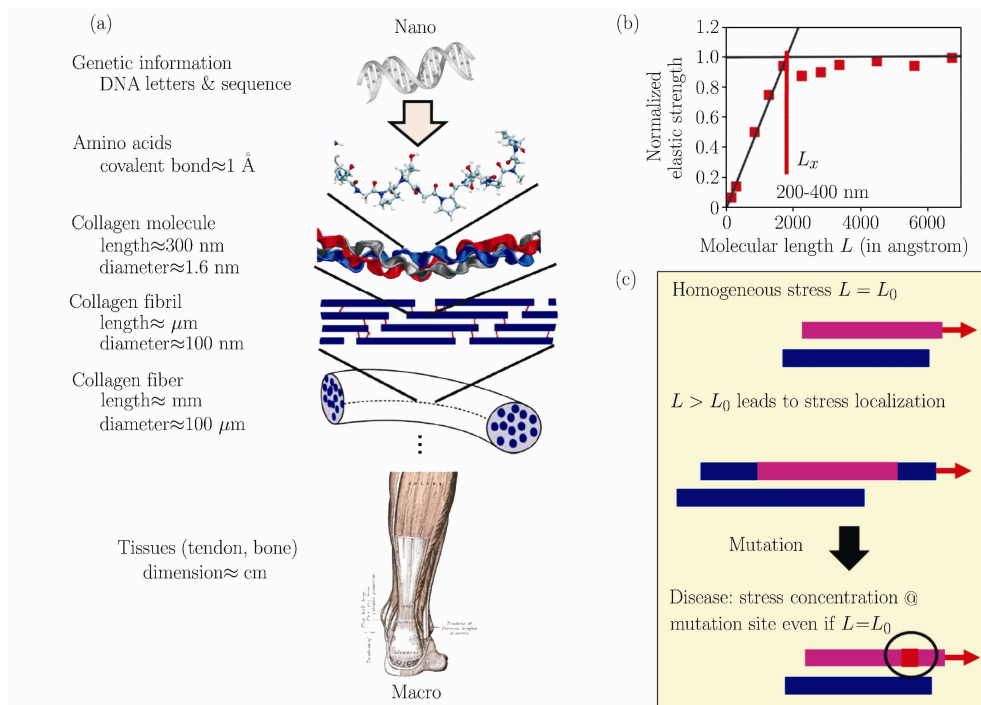 (a)
Nano
Genetic information
DNA letters & sequence
Amino acids
covalent bond≈1 Å
Collagen molecule
length≈300 nm
diameter≈1.6 nm
Collagen fibril
length≈ μm
diameter≈100 nm
Collagen fiber
length≈ mm
diameter≈100 μm
Tissues (tendon, bone)
dimension≈ cm
Macro
(b)
Normalized
elastic strength
1.2
1.0
0.8
0.6
0.4
0.2
0
Lₓ
200-400 nm
0 2000 4000 6000
Molecular length L (in angstrom)
(c)
Homogeneous stress L = L₀
L > L₀ leads to stress localization
Mutation
Disease: stress concentration @
mutation site even if L=L₀